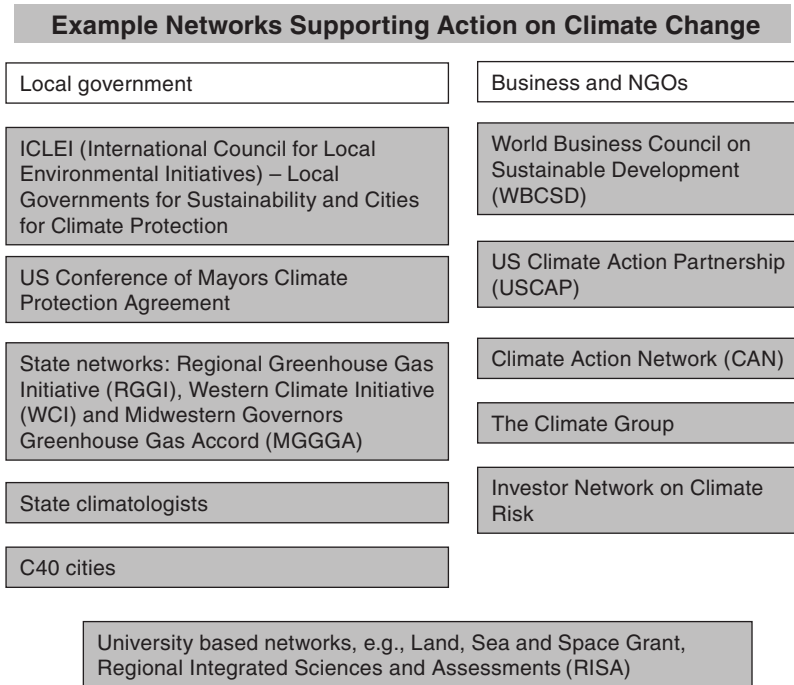 Example Networks Supporting Action on Climate Change
Local government
ICLEI (International Council for Local
Environmental Initiatives) – Local
Governments for Sustainability and Cities
for Climate Protection
US Conference of Mayors Climate
Protection Agreement
State networks: Regional Greenhouse Gas
Initiative (RGGI), Western Climate Initiative
(WCI) and Midwestern Governors
Greenhouse Gas Accord (MGGGA)
State climatologists
C40 cities
Business and NGOs
World Business Council on
Sustainable Development
(WBCSD)
US Climate Action Partnership
(USCAP)
Climate Action Network (CAN)
The Climate Group
Investor Network on Climate
Risk
University based networks, e.g., Land, Sea and Space Grant,
Regional Integrated Sciences and Assessments (RISA)